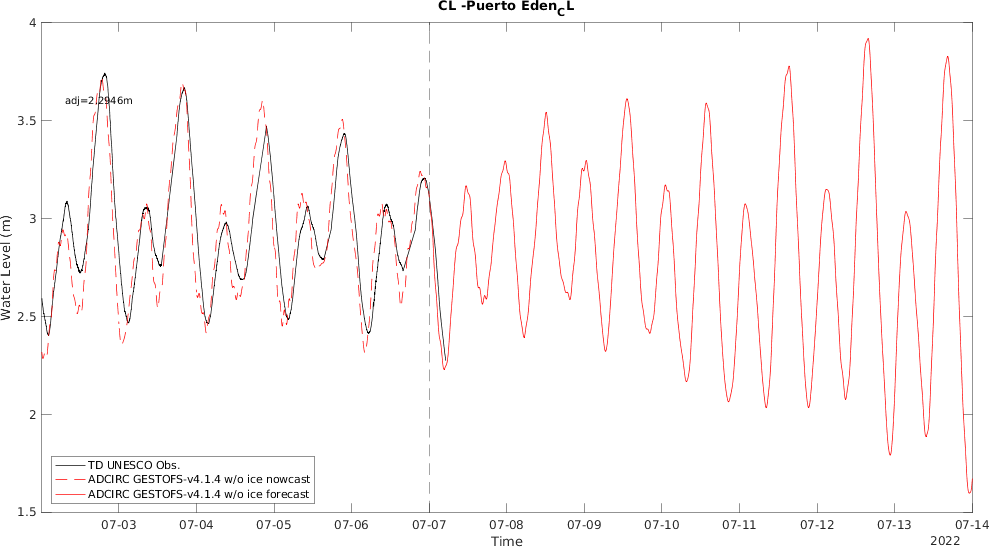 CL -Puerto Eden_CL
4
adj=2.2946m
3.5
3
2.5
2
1.5
Water Level (m)
TD UNESCO Obs.
ADCIRC GESTOFS-v4.1.4 w/o ice nowcast
ADCIRC GESTOFS-v4.1.4 w/o ice forecast
07-03 07-04 07-05 07-06 07-07 07-08 07-09 07-10 07-11 07-12 07-13 07-14
Time
2022